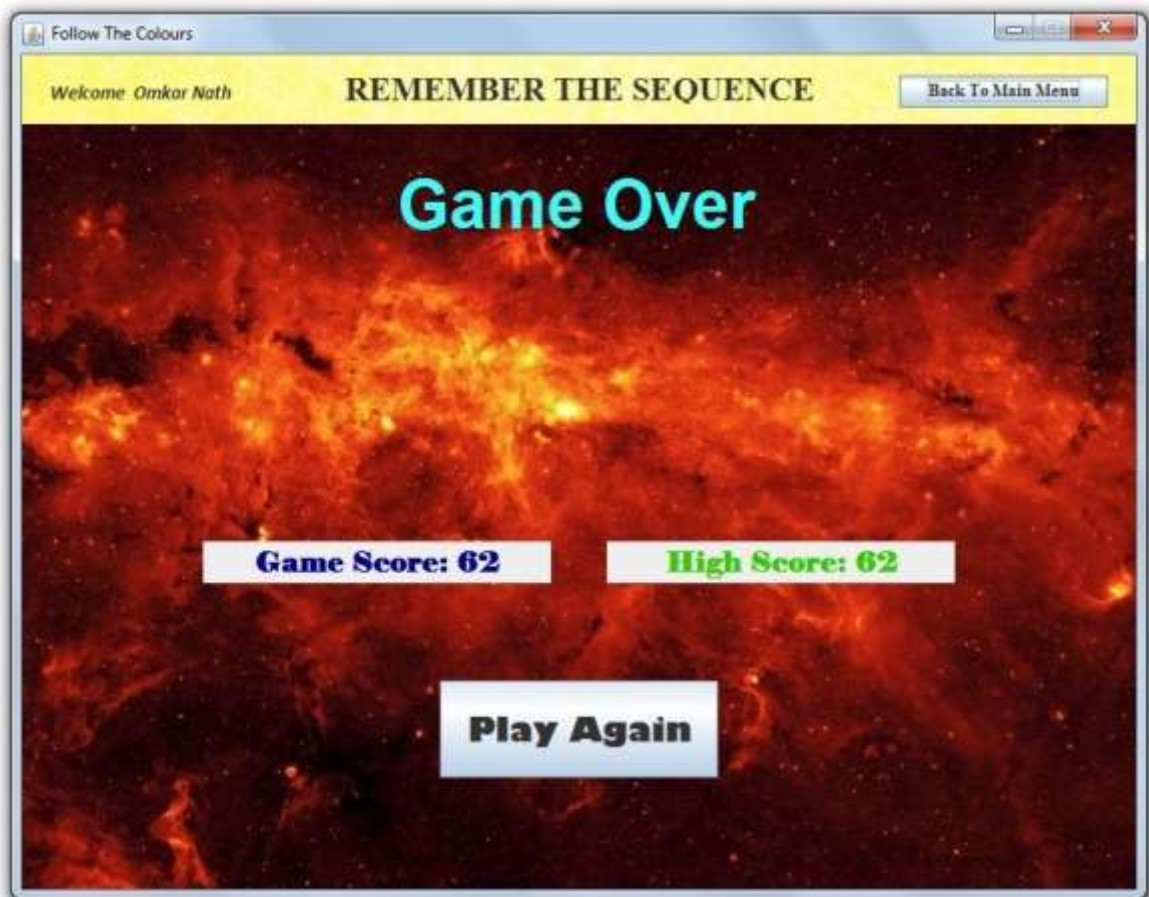 Follow The Colours
Welcome Omkar Nath
REMEMBER THE SEQUENCE
Back To Main Menu
Game Over
Game Score: 62
High Score: 62
Play Again